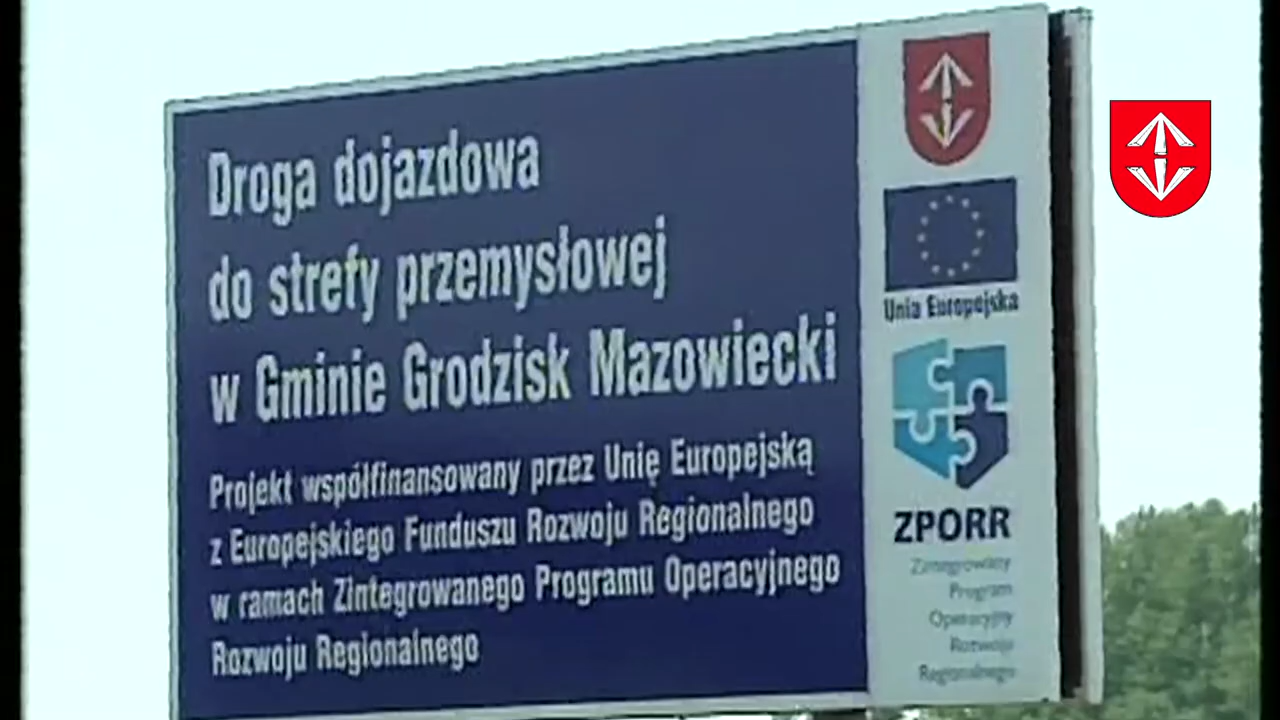 Droga dojazdowa
do strefy przemysłowej
w Gminie Grodzisk Mazowiecki
Projekt współfinansowany przez Unię Europejską
z Europejskiego Funduszu Rozwoju Regionalnego
w ramach Zintegrowanego Programu Operacyjnego
Rozwoju Regionalnego
Unia Europejska
ZPORR
Zintegrowany
Program
Operacyjny
Rozwoju
Regionalnego